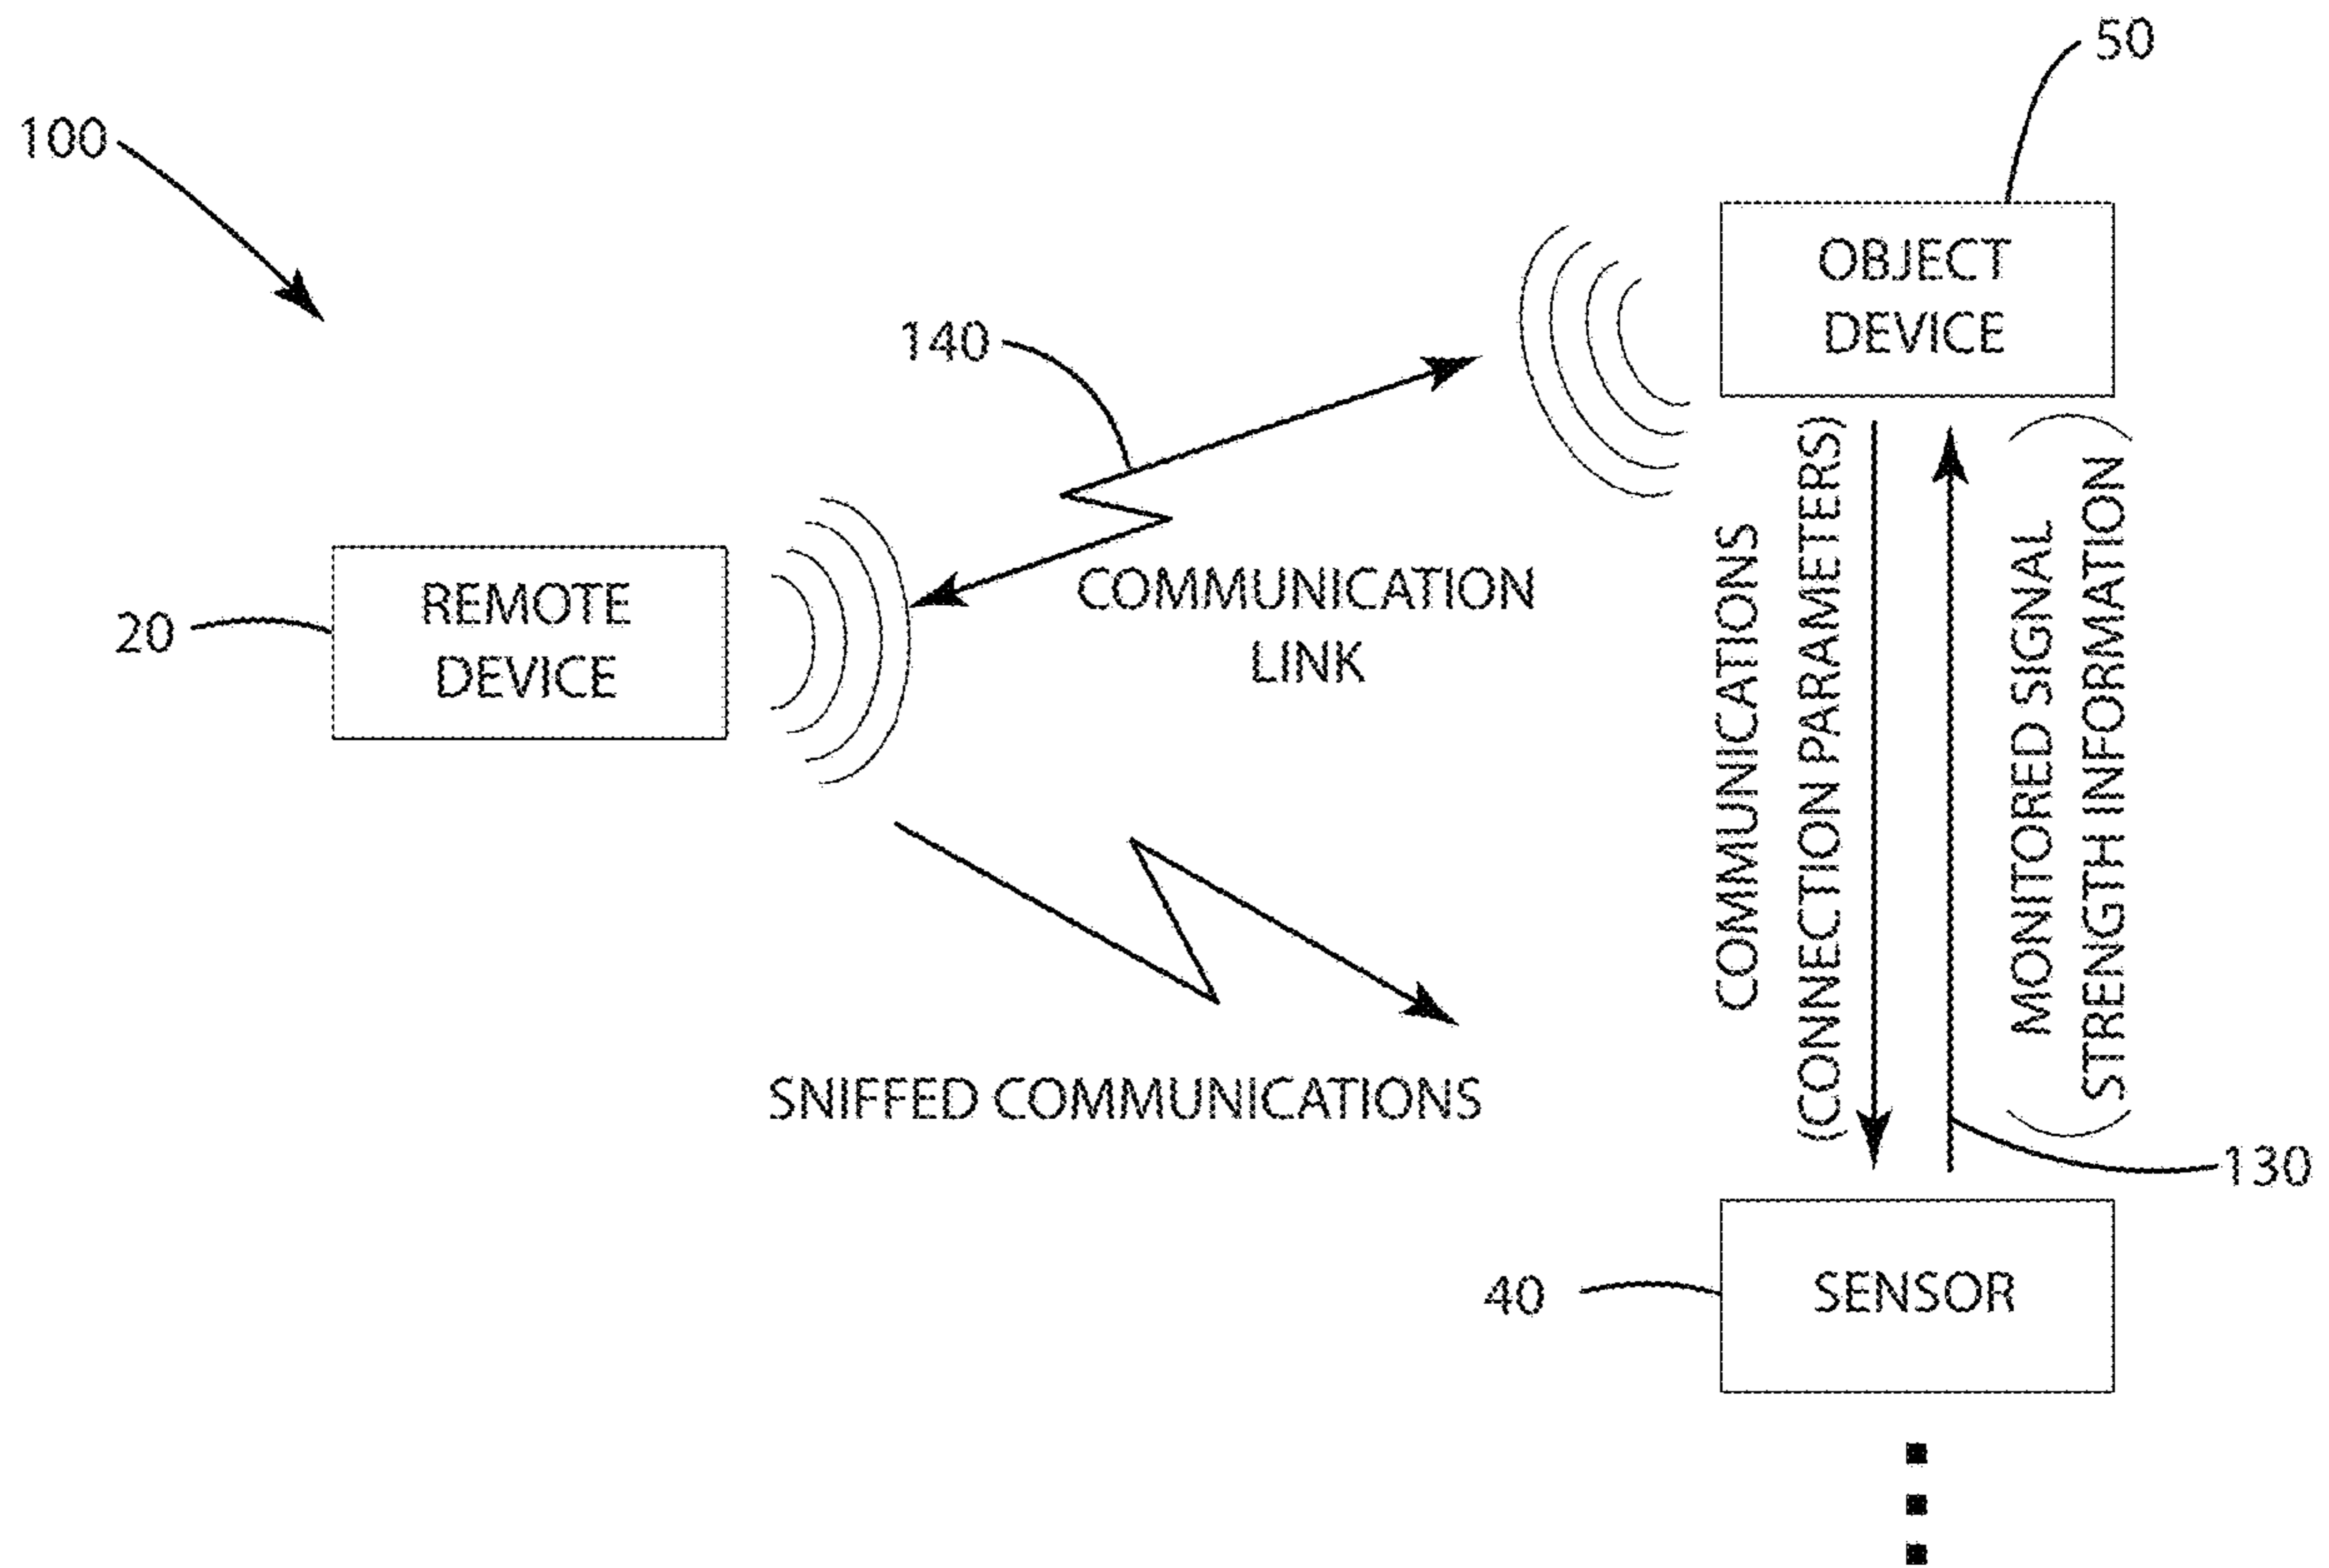 50
100
OBJECT
DEVICE
140
REMOTE
DEVICE
20
COMMUNICATION
LINK
COMMUNICATIONS
(CONNECTION PARAMETERS)
MONITORED SIGNAL
STRENGTH INFORMATION
SNIFFED COMMUNICATIONS
130
40
SENSOR